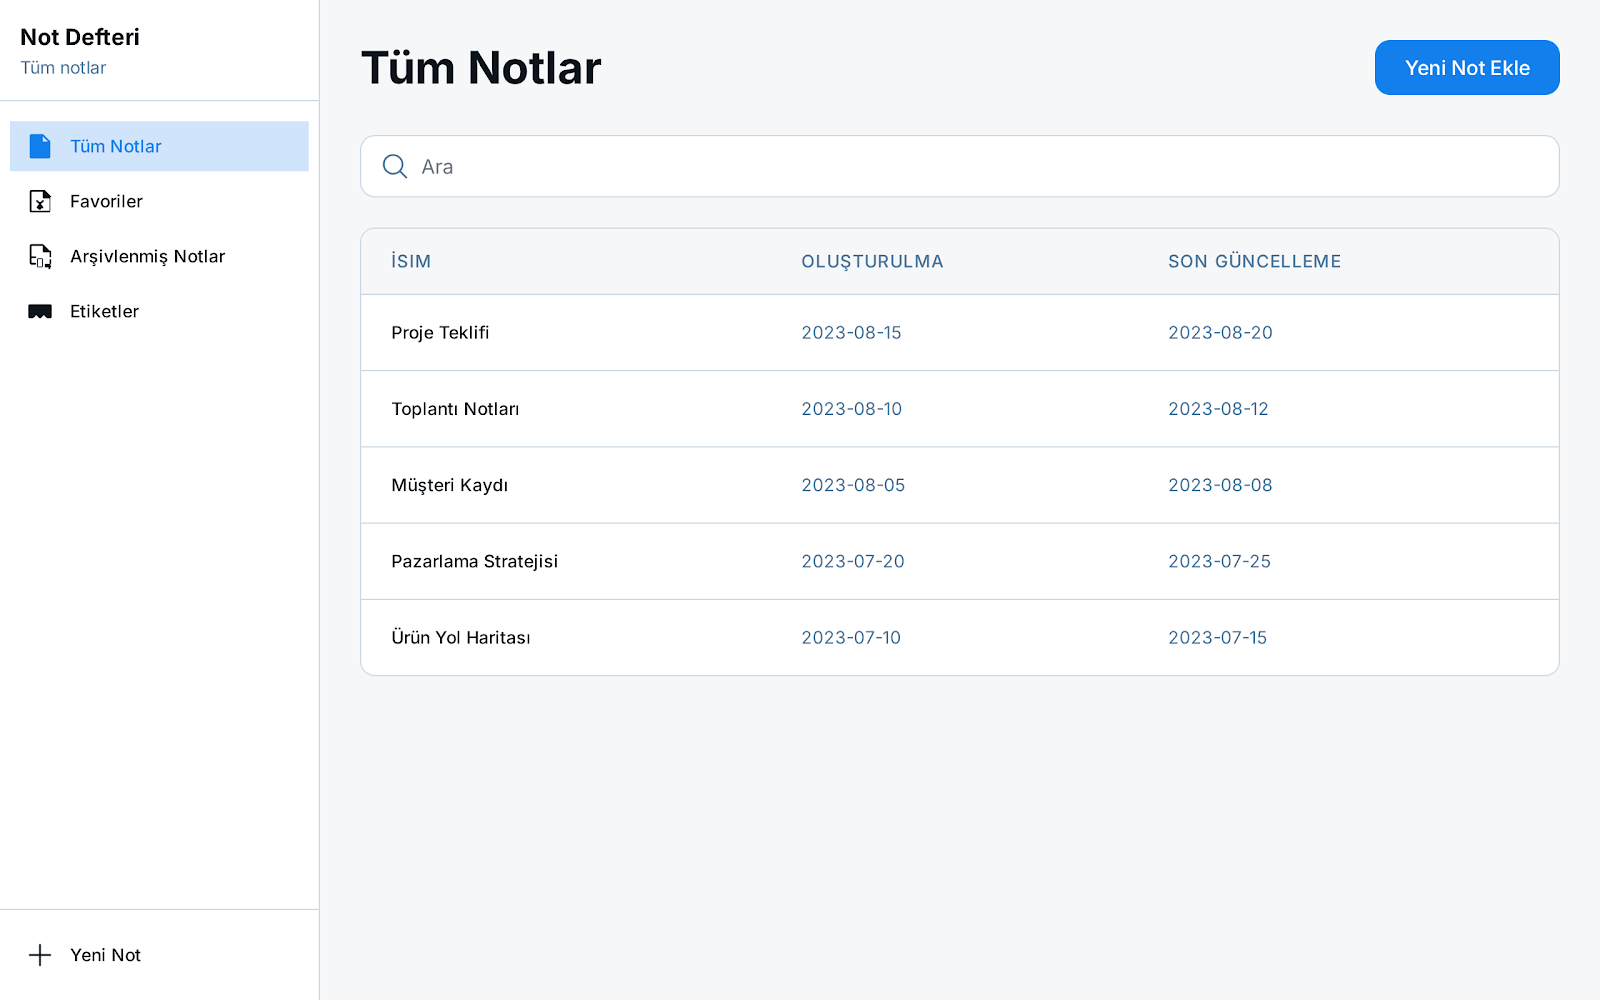 Not Defteri
Tüm notlar
Tüm Notlar
Favoriler
Arşivlenmiş Notlar
Etiketler
Yeni Not
Tüm Notlar
Yeni Not Ekle
Ara
İSIM OLUŞTURULMA SON GÜNCELLEME
Proje Teklifi 2023-08-15 2023-08-20
Toplantı Notları 2023-08-10 2023-08-12
Müşteri Kaydı 2023-08-05 2023-08-08
Pazarlama Stratejisi 2023-07-20 2023-07-25
Ürün Yol Haritası 2023-07-10 2023-07-15